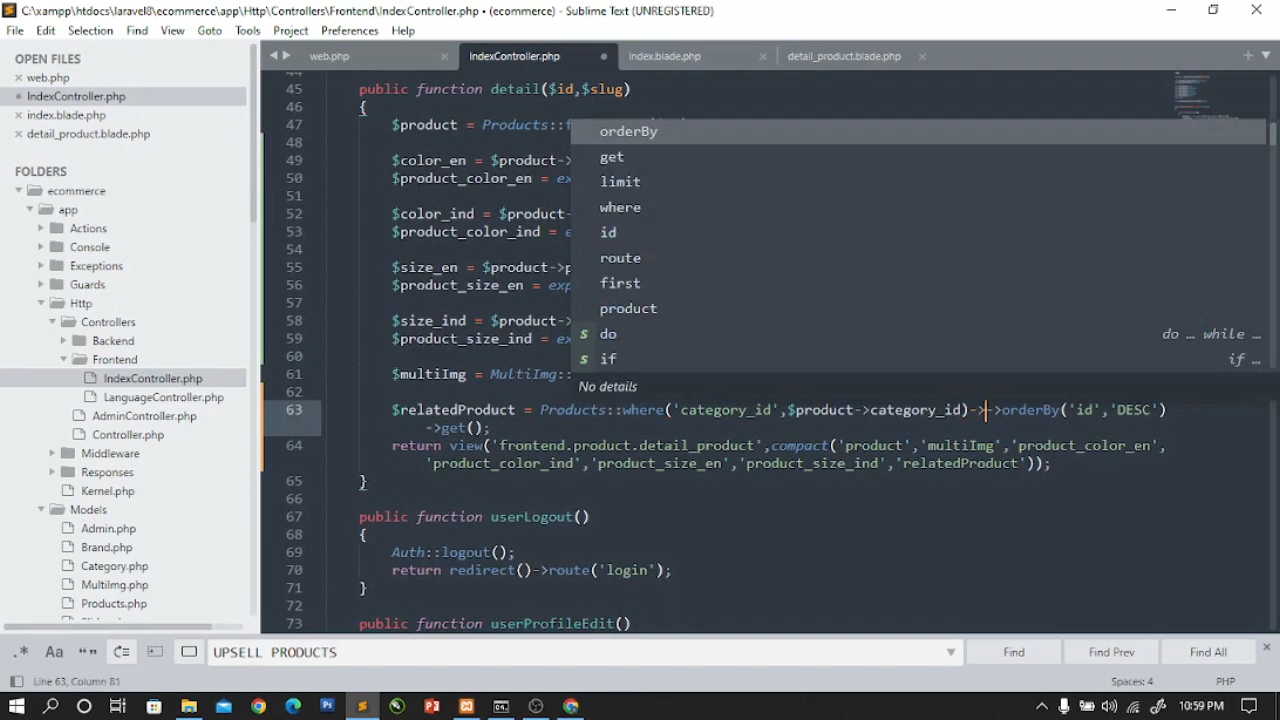 C:\xampp\htdocs\laravel8\ecommerce\app\Http\Controllers\Frontend\IndexController.php • (ecommerce) - Sublime Text (UNREGISTERED)
File Edit Selection Find View Goto Tools Project Preferences Help
OPEN FILES
web.php
IndexController.php
index.blade.php
detail_product.blade.php
FOLDERS
ecommerce
app
Actions
Console
Exceptions
Guards
Http
Controllers
Backend
Frontend
IndexController.php
LanguageController.php
AdminController.php
Controller.php
Middleware
Responses
Kernel.php
Models
Admin.php
Brand.php
Category.php
MultiImg.php
Products.php
web.php IndexController.php index.blade.php detail_product.blade.php
44
45 public function detail($id,$slug)
46 {
47 $product = Products::
48
49 $color_en = $product->
50 $product_color_en =
51
52 $color_ind = $product->
53 $product_color_ind =
54
55 $size_en = $product->
56 $product_size_en =
57
58 $size_ind = $product->
59 $product_size_ind =
60
61 $multiImg = MultiImg::
62
63 $relatedProduct = Products::where('category_id',$product->category_id)->->orderBy('id','DESC')
->get();
64 return view('frontend.product.detail_product',compact('product','multiImg','product_color_en',
'product_color_ind','product_size_en','product_size_ind','relatedProduct'));
65 }
66
67 public function userLogout()
68 {
69 Auth::logout();
70 return redirect()->route('login');
71 }
72
73 public function userProfileEdit()
orderBy
get
limit
where
id
route
first
product
s do do … while …
s if if …
No details
.* Aa “” UPSELL PRODUCTS Find Find Prev Find All
Line 63, Column 81 Spaces: 4 PHP
10:59 PM